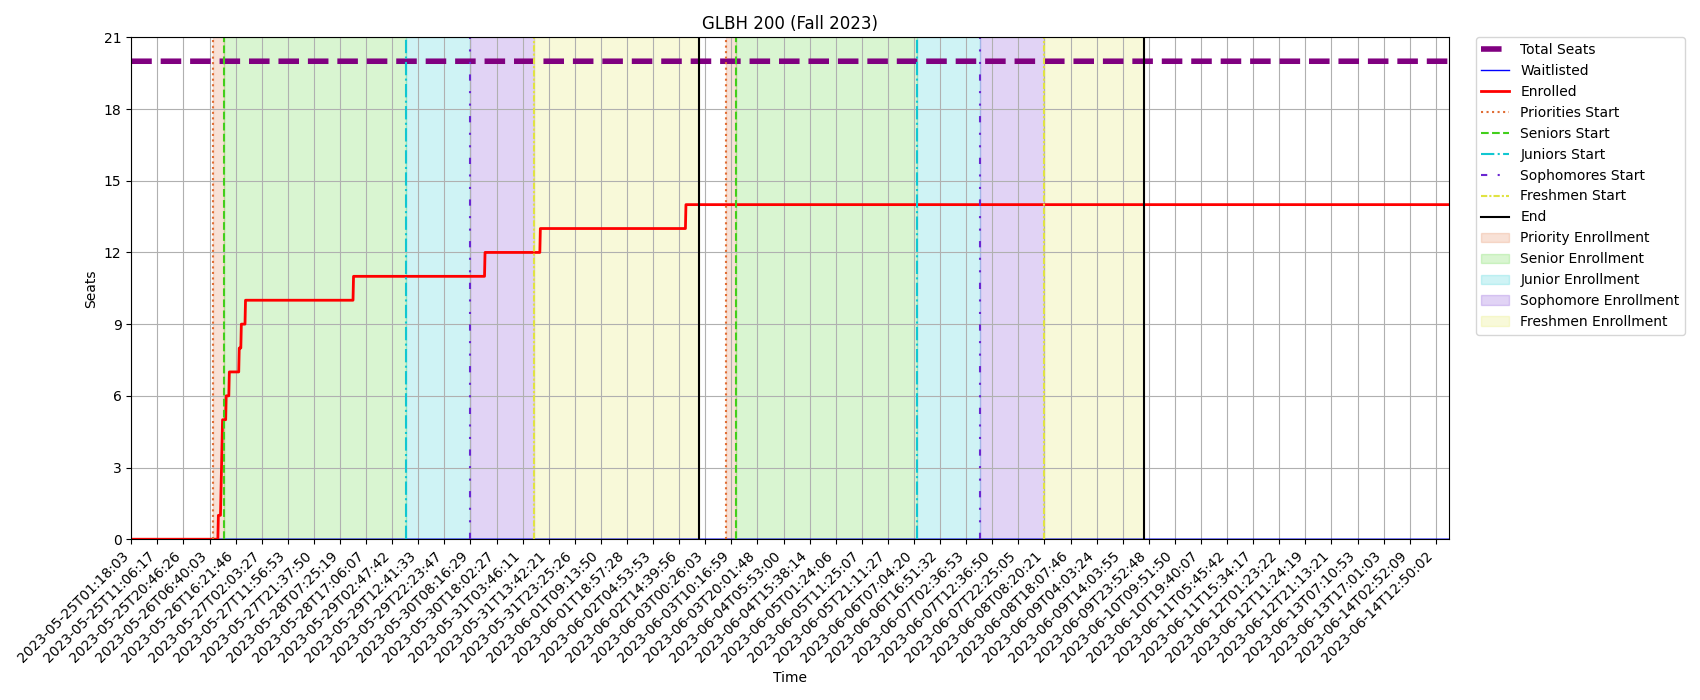 GLBH 200 (Fall 2023)
Total Seats
Waitlisted
Enrolled
Priorities Start
Seniors Start
Juniors Start
Sophomores Start
Freshmen Start
End
Priority Enrollment
Senior Enrollment
Junior Enrollment
Sophomore Enrollment
Freshmen Enrollment
Seats
21
18
15
12
9
6
3
0
2023-05-25T01:18:03
2023-05-25T11:06:17
2023-05-25T20:46:26
2023-05-26T06:40:03
2023-05-26T16:21:46
2023-05-27T02:03:27
2023-05-27T11:56:53
2023-05-27T21:37:50
2023-05-28T07:25:19
2023-05-28T17:06:07
2023-05-29T02:47:42
2023-05-29T12:41:33
2023-05-29T22:23:47
2023-05-30T08:16:29
2023-05-30T18:02:27
2023-05-31T03:46:11
2023-05-31T13:42:21
2023-05-31T23:25:26
2023-06-01T09:13:50
2023-06-01T18:57:28
2023-06-02T04:53:53
2023-06-02T14:39:56
2023-06-03T00:26:03
2023-06-03T10:16:59
2023-06-03T20:01:48
2023-06-04T05:53:00
2023-06-04T15:38:14
2023-06-05T01:24:06
2023-06-05T11:25:07
2023-06-05T21:11:27
2023-06-06T07:04:20
2023-06-06T16:51:32
2023-06-07T02:36:53
2023-06-07T12:36:50
2023-06-07T22:25:05
2023-06-08T08:20:21
2023-06-08T18:07:46
2023-06-09T04:03:24
2023-06-09T14:03:55
2023-06-09T23:52:48
2023-06-10T09:51:50
2023-06-10T19:40:07
2023-06-11T05:45:42
2023-06-11T15:34:17
2023-06-12T01:23:22
2023-06-12T11:24:19
2023-06-12T21:13:21
2023-06-13T07:10:53
2023-06-13T17:01:03
2023-06-14T02:52:09
2023-06-14T12:50:02
Time